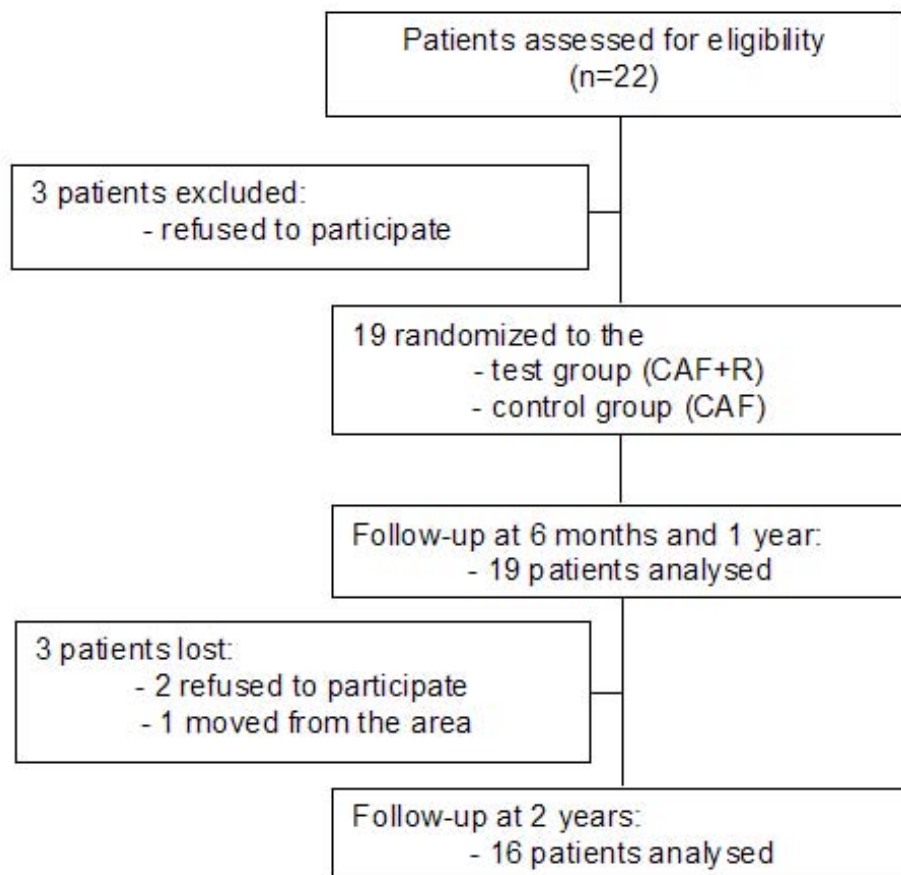 Patients assessed for eligibility
(n=22)
3 patients excluded:
- refused to participate
19 randomized to the
- test group (CAF+R)
- control group (CAF)
Follow-up at 6 months and 1 year:
- 19 patients analysed
3 patients lost:
- 2 refused to participate
- 1 moved from the area
Follow-up at 2 years:
- 16 patients analysed